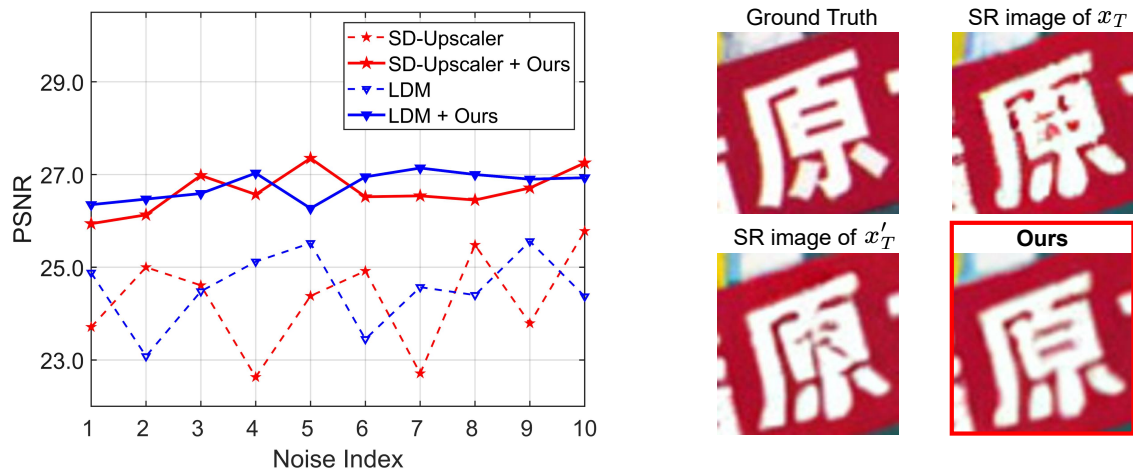 PSNR
29.0
27.0
25.0
23.0
1 2 3 4 5 6 7 8 9 10
Noise Index
SD-Upscaler
SD-Upscaler + Ours
LDM
LDM + Ours
Ground Truth
原
SR image of x_T
原
SR image of x'_T
原
Ours
原